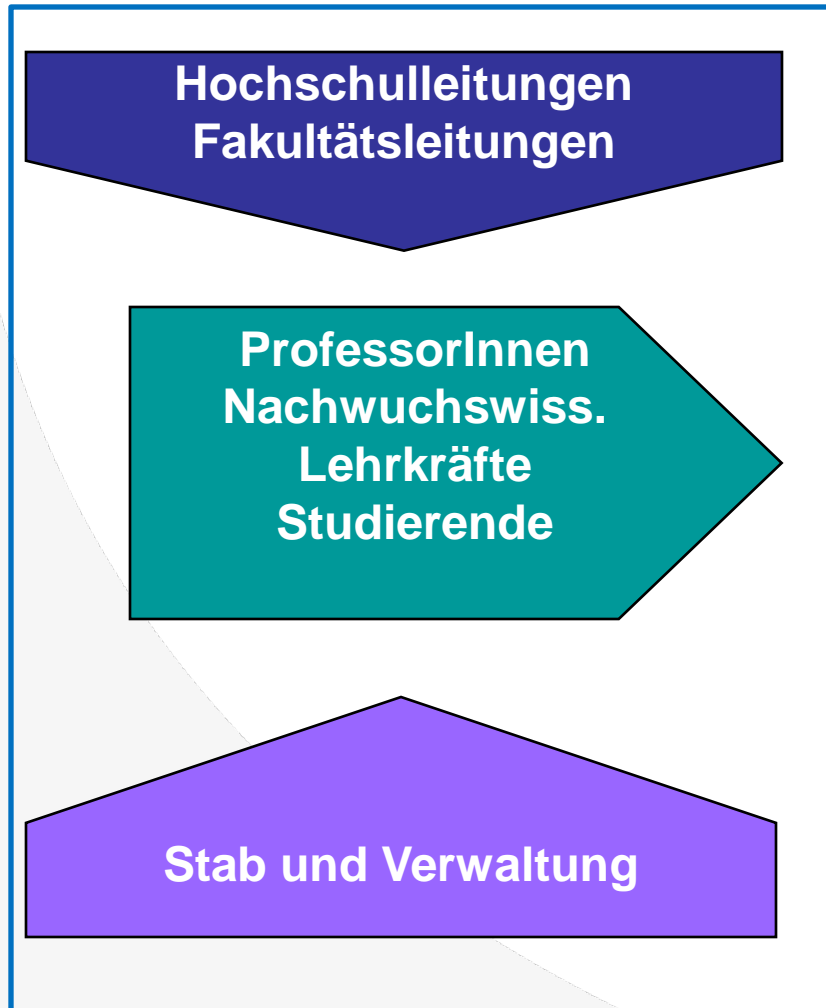 Hochschulleitungen
Fakultätsleitungen
ProfessorInnen
Nachwuchswiss.
Lehrkräfte
Studierende
Stab und Verwaltung